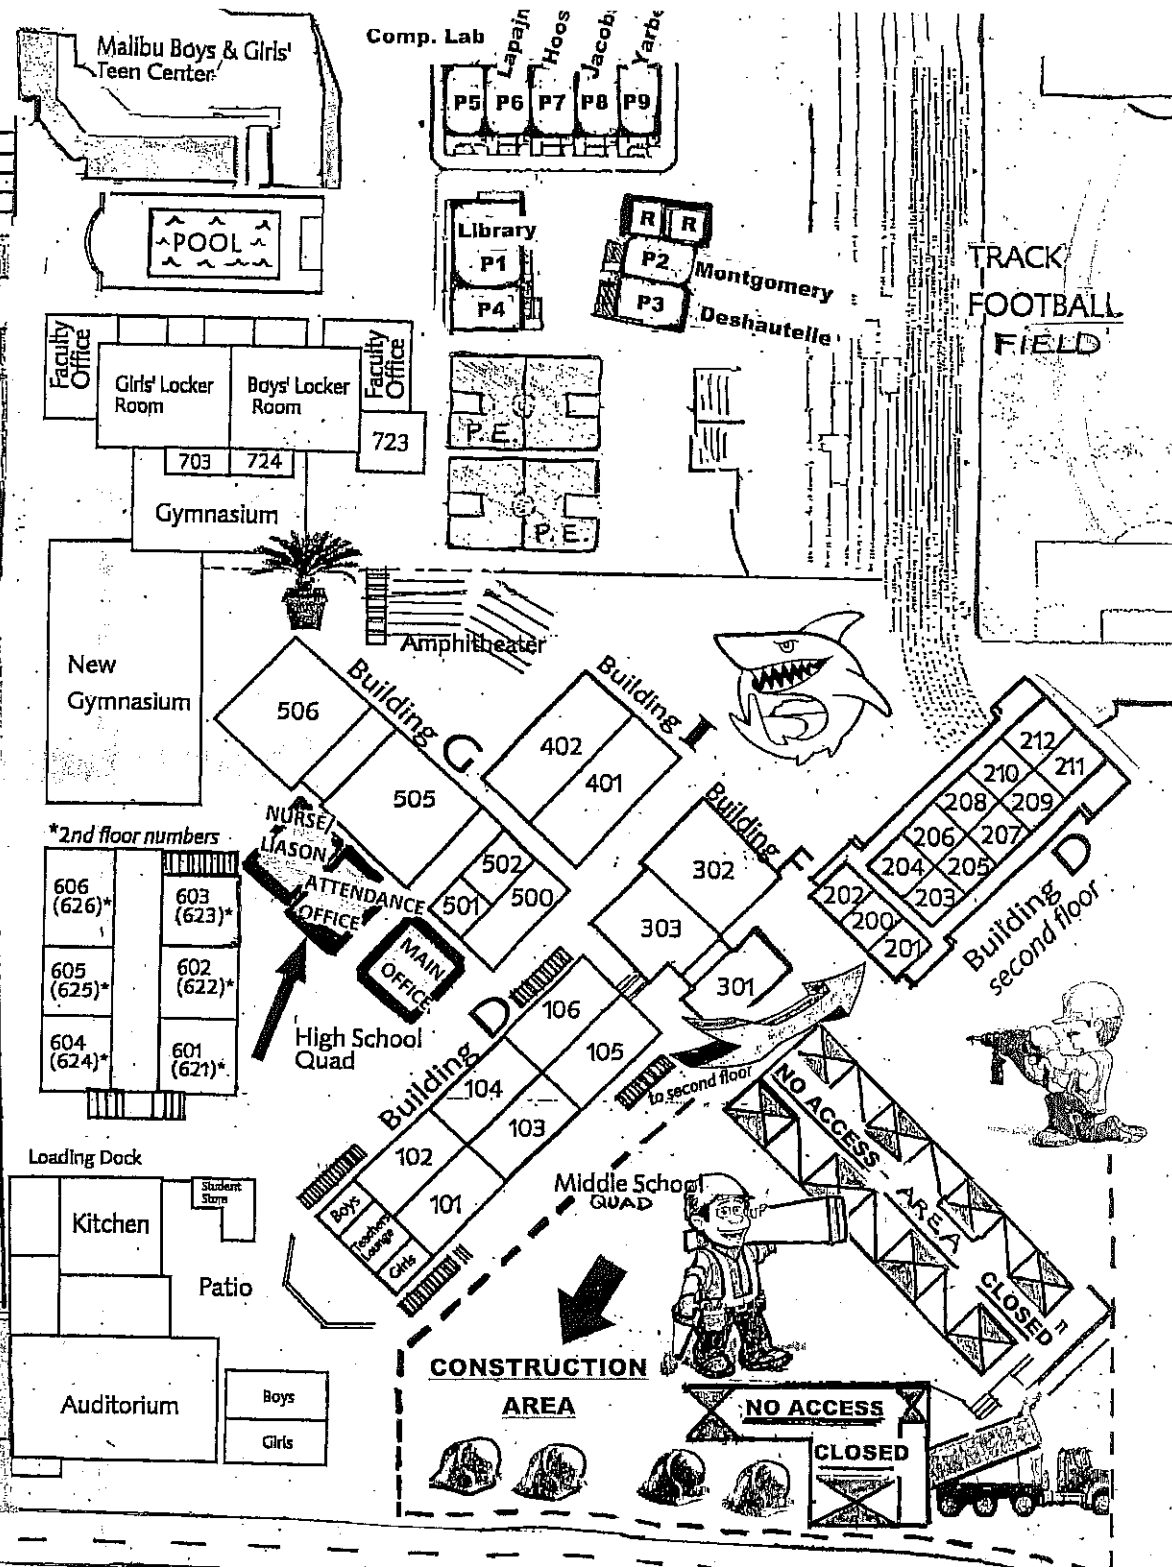 Malibu Boys & Girls'
Teen Center
Comp. Lab
Lapajn
Hoos
Jacob
Yarbe
P5
P6
P7
P8
P9
POOL
Library
P1
P4
R
R
P2
P3
Montgomery
Deshautelle
TRACK
FOOTBALL
FIELD
Faculty
Office
Girls' Locker
Room
Boys' Locker
Room
Faculty
Office
723
703
724
Gymnasium
P.E.
P.E.
New
Gymnasium
Amphitheater
Building G
506
505
502
501
500
Building I
402
401
Building F
302
303
301
212
211
210
209
208
207
206
205
204
203
202
200
201
Building D
second floor
NURSE/
LIASON
ATTENDANCE
OFFICE
MAIN
OFFICE
*2nd floor numbers
606
(626)*
603
(623)*
605
(625)*
602
(622)*
604
(624)*
601
(621)*
High School
Quad
Building D
106
105
104
103
102
101
Boys
Teachers
Lounge
Girls
to second floor
NO ACCESS - AREA
CLOSED
Middle School
QUAD
Loading Dock
Kitchen
Student
Store
Patio
Auditorium
Boys
Girls
CONSTRUCTION
AREA
NO ACCESS
CLOSED